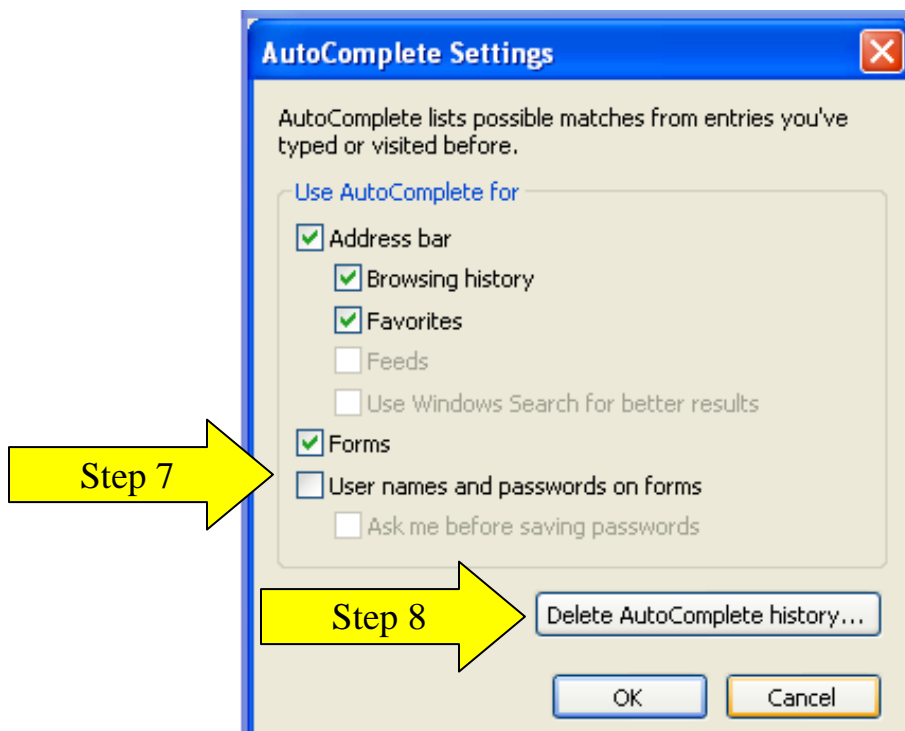 AutoComplete Settings
AutoComplete lists possible matches from entries you've
typed or visited before.
Use AutoComplete for
Address bar
Browsing history
Favorites
Feeds
Use Windows Search for better results
Forms
Step 7
User names and passwords on forms
Ask me before saving passwords
Step 8
Delete AutoComplete history...
OK
Cancel